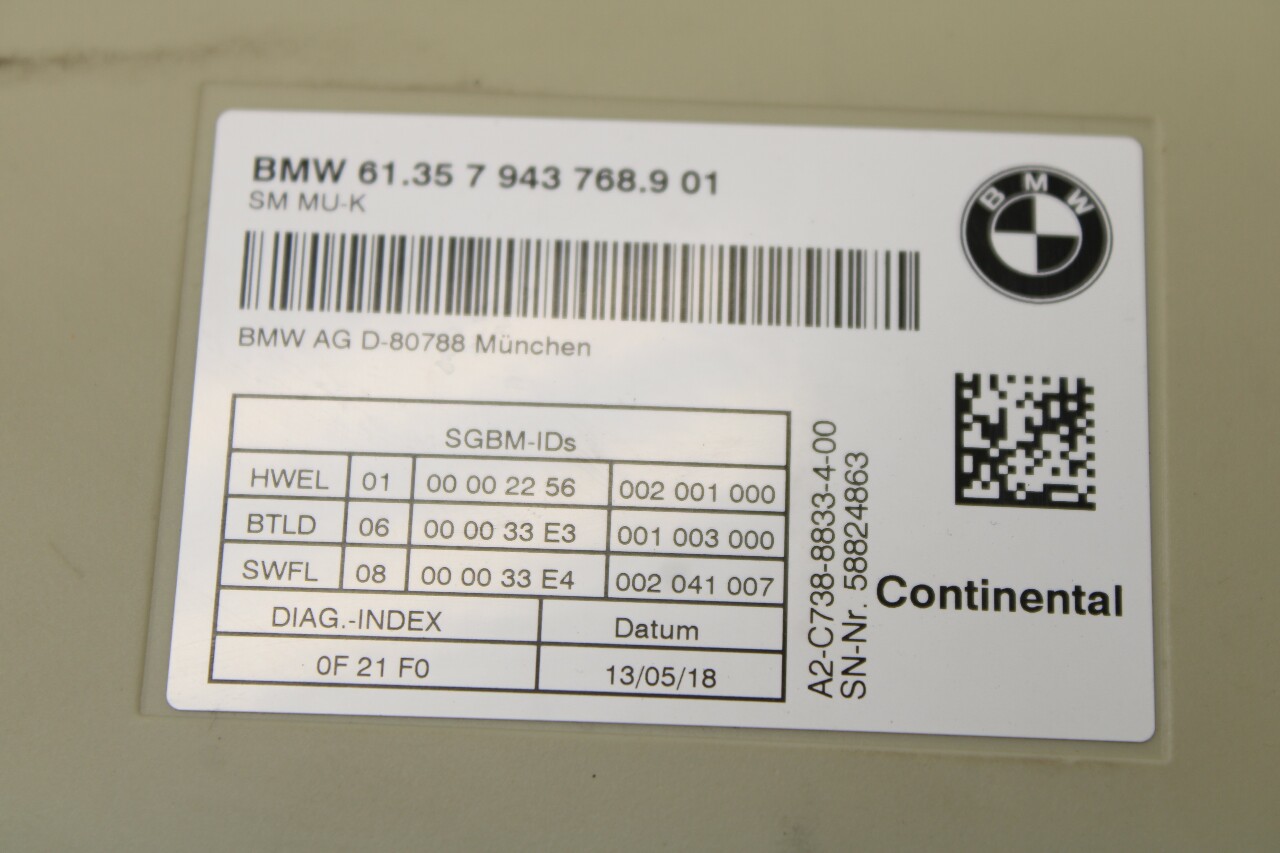 BMW 61.35 7 943 768.9 01
SM MU-K
BMW
BMW AG D-80788 München
SGBM-IDs
HWEL 01 00 00 22 56 002 001 000
BTLD 06 00 00 33 E3 001 003 000
SWFL 08 00 00 33 E4 002 041 007
DIAG.-INDEX Datum
0F 21 F0 13/05/18
A2-C738-8833-4-00
SN-Nr. 58824863
Continental